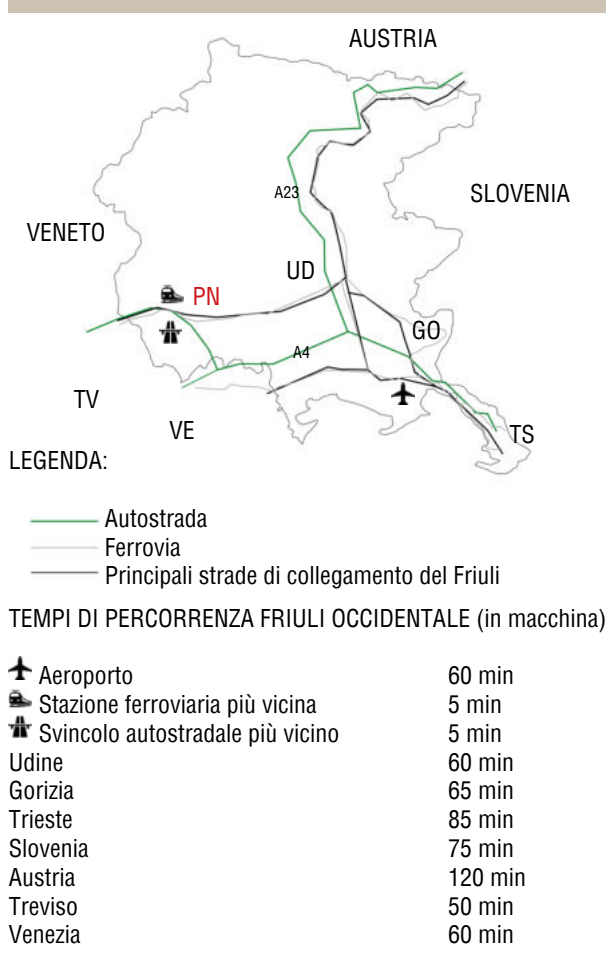 AUSTRIA
A23
SLOVENIA
VENETO
UD
PN
GO
A4
TV
VE
TS
LEGENDA:
Autostrada
Ferrovia
Principali strade di collegamento del Friuli
TEMPI DI PERCORRENZA FRIULI OCCIDENTALE (in macchina)
Aeroporto 60 min
Stazione ferroviaria più vicina 5 min
Svincolo autostradale più vicino 5 min
Udine 60 min
Gorizia 65 min
Trieste 85 min
Slovenia 75 min
Austria 120 min
Treviso 50 min
Venezia 60 min